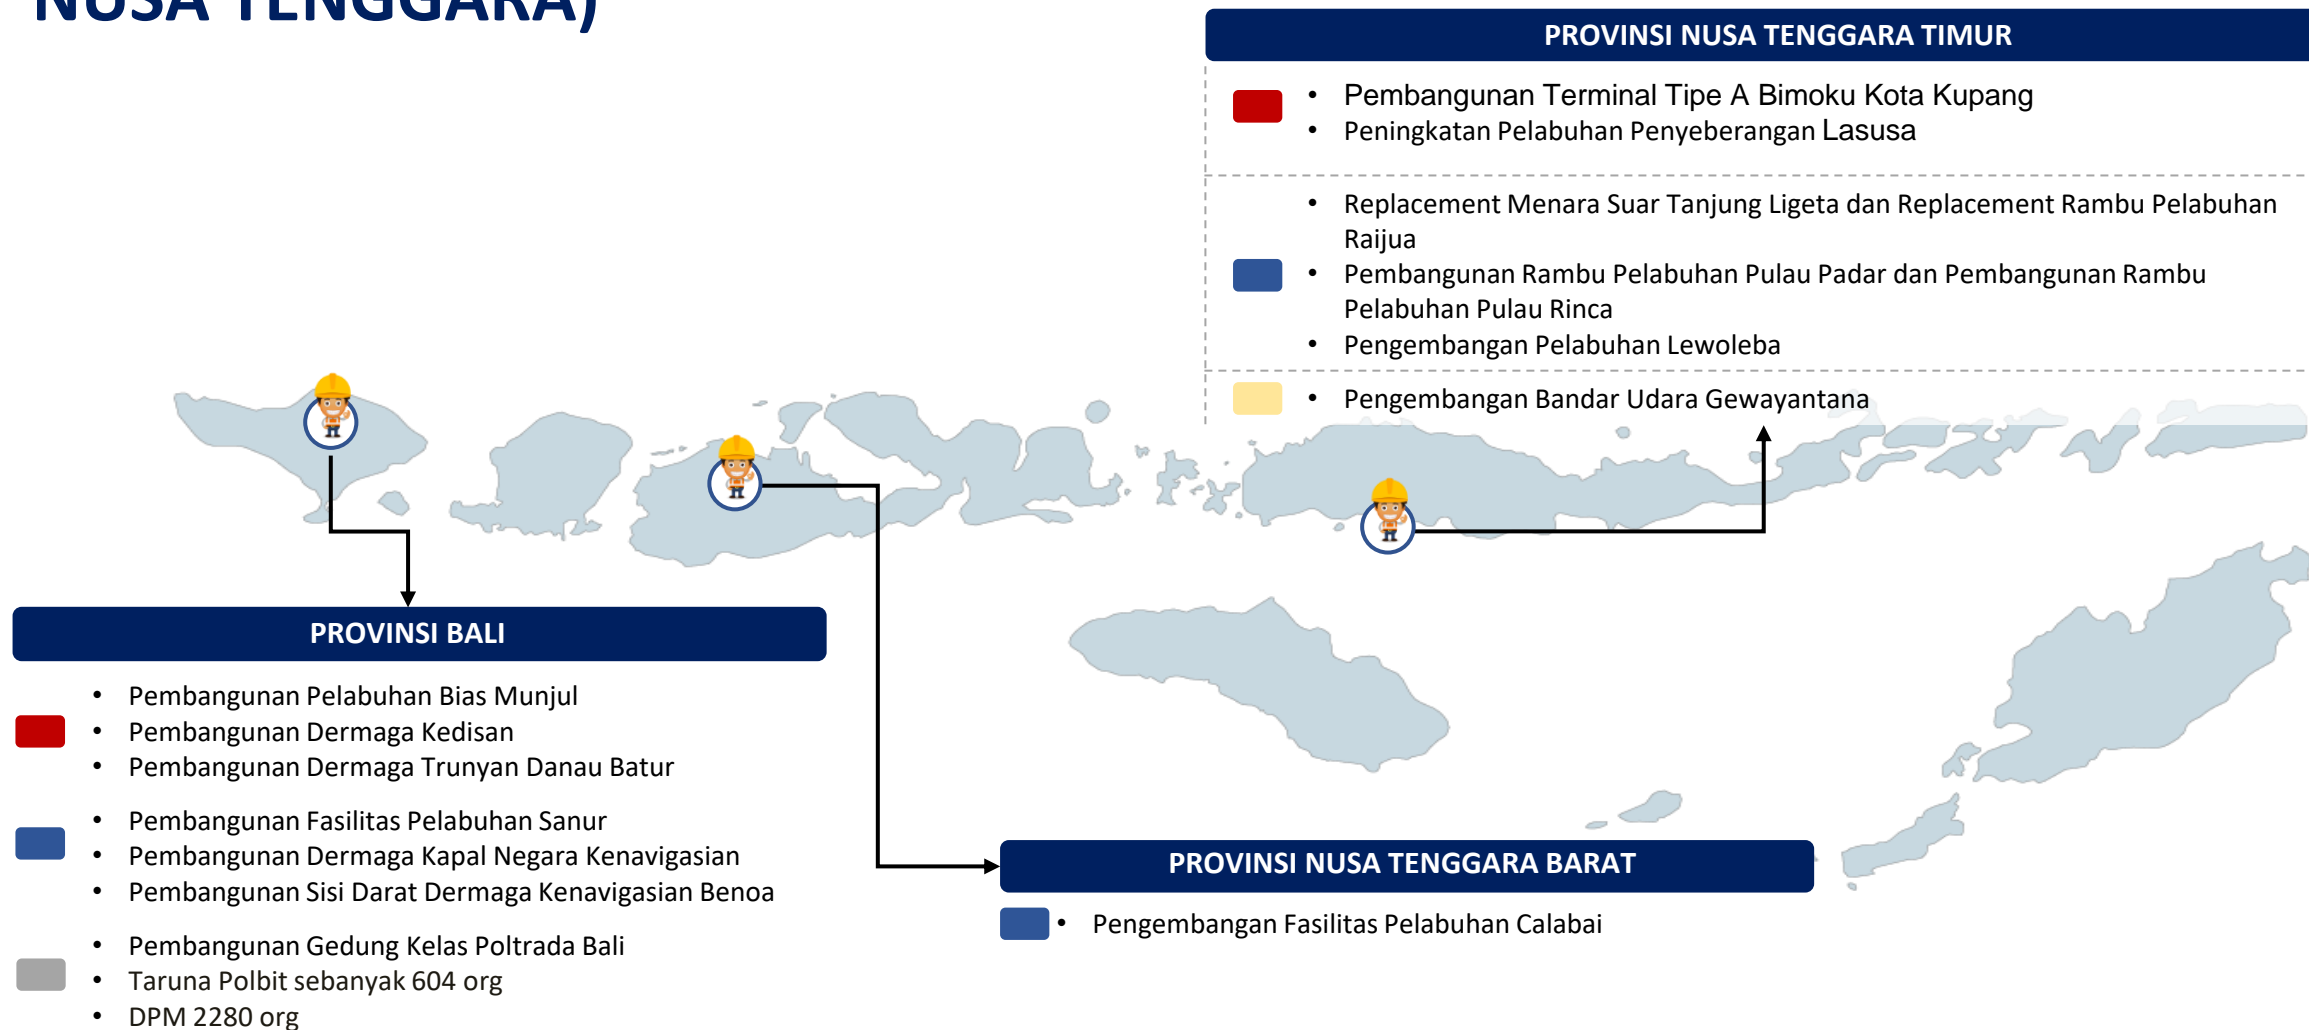 NUSA TENGGARA)
PROVINSI NUSA TENGGARA TIMUR
• Pembangunan Terminal Tipe A Bimoku Kota Kupang
• Peningkatan Pelabuhan Penyeberangan Lasusa
• Replacement Menara Suar Tanjung Ligeta dan Replacement Rambu Pelabuhan
Raijua
• Pembangunan Rambu Pelabuhan Pulau Padar dan Pembangunan Rambu
Pelabuhan Pulau Rinca
• Pengembangan Pelabuhan Lewoleba
• Pengembangan Bandar Udara Gewayantana
PROVINSI BALI
• Pembangunan Pelabuhan Bias Munjul
• Pembangunan Dermaga Kedisan
• Pembangunan Dermaga Trunyan Danau Batur
• Pembangunan Fasilitas Pelabuhan Sanur
• Pembangunan Dermaga Kapal Negara Kenavigasian
• Pembangunan Sisi Darat Dermaga Kenavigasian Benoa
• Pembangunan Gedung Kelas Poltrada Bali
• Taruna Polbit sebanyak 604 org
• DPM 2280 org
PROVINSI NUSA TENGGARA BARAT
• Pengembangan Fasilitas Pelabuhan Calabai